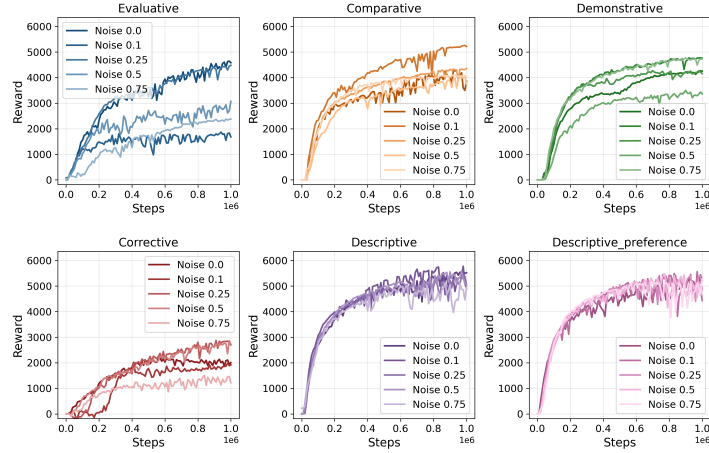 Evaluative
Comparative
Demonstrative
Reward
6000
5000
4000
3000
2000
1000
0
Noise 0.0
Noise 0.1
Noise 0.25
Noise 0.5
Noise 0.75
0.0 0.2 0.4 0.6 0.8 1.0
1e6
Steps
Reward
6000
5000
4000
3000
2000
1000
0
Noise 0.0
Noise 0.1
Noise 0.25
Noise 0.5
Noise 0.75
0.0 0.2 0.4 0.6 0.8 1.0
1e6
Steps
Reward
6000
5000
4000
3000
2000
1000
0
Noise 0.0
Noise 0.1
Noise 0.25
Noise 0.5
Noise 0.75
0.0 0.2 0.4 0.6 0.8 1.0
1e6
Steps
Corrective
Descriptive
Descriptive_preference
Reward
6000
5000
4000
3000
2000
1000
0
Noise 0.0
Noise 0.1
Noise 0.25
Noise 0.5
Noise 0.75
0.0 0.2 0.4 0.6 0.8 1.0
1e6
Steps
Reward
6000
5000
4000
3000
2000
1000
0
Noise 0.0
Noise 0.1
Noise 0.25
Noise 0.5
Noise 0.75
0.0 0.2 0.4 0.6 0.8 1.0
1e6
Steps
Reward
6000
5000
4000
3000
2000
1000
0
Noise 0.0
Noise 0.1
Noise 0.25
Noise 0.5
Noise 0.75
0.0 0.2 0.4 0.6 0.8 1.0
1e6
Steps